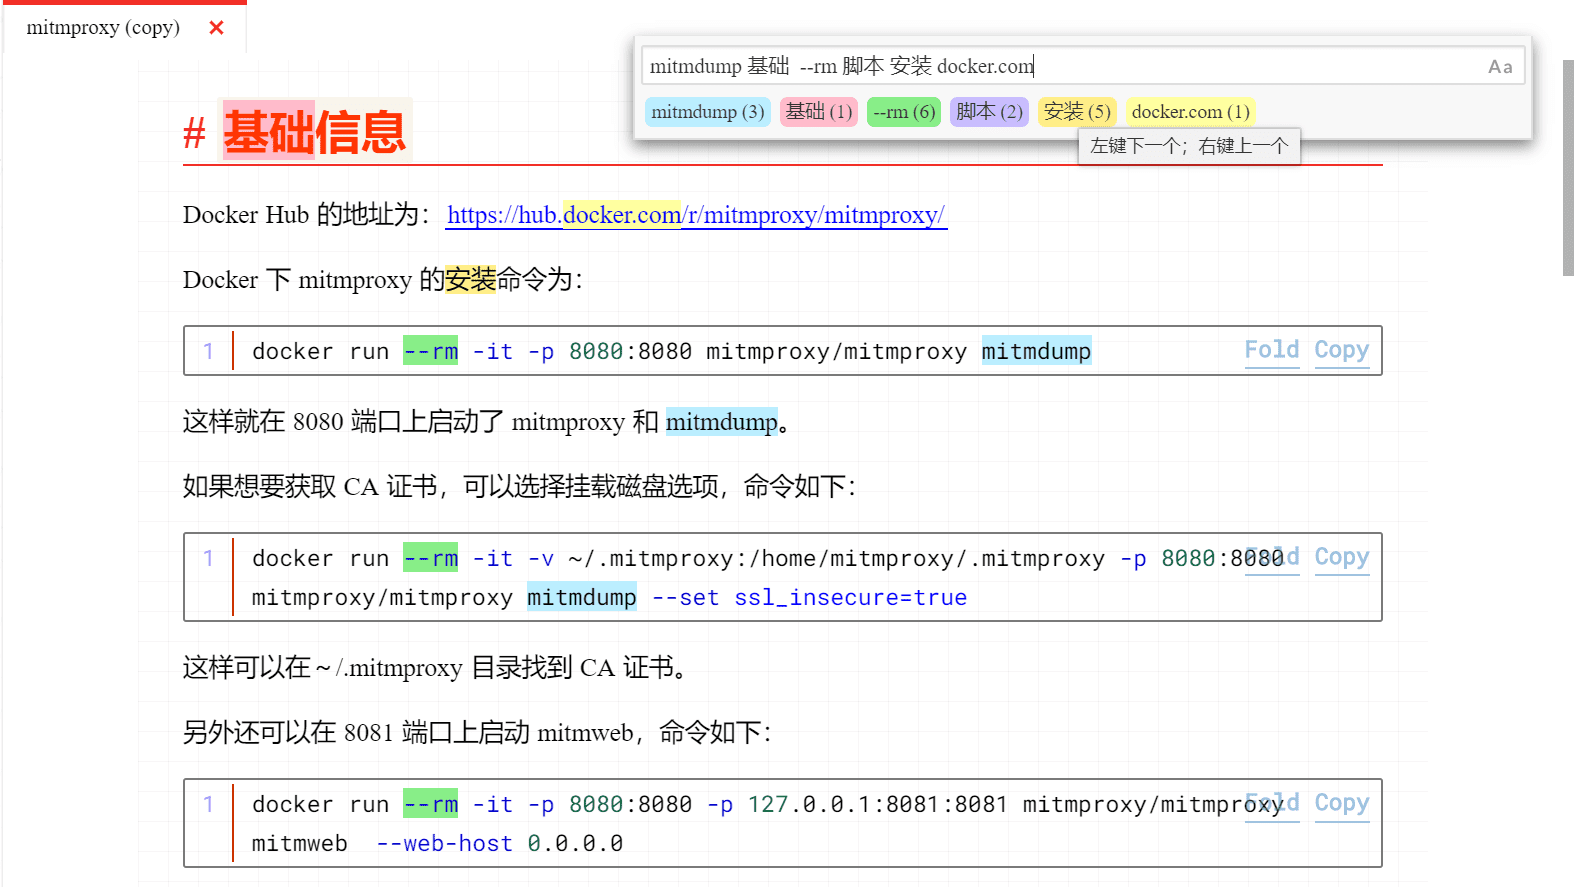 mitmproxy (copy) ×
mitmdump 基础  --rm 脚本 安装 docker.com Aa
mitmdump (3) 基础 (1) --rm (6) 脚本 (2) 安装 (5) docker.com (1)
左键下一个；右键上一个
# 基础信息
Docker Hub 的地址为：https://hub.docker.com/r/mitmproxy/mitmproxy/
Docker 下 mitmproxy 的安装命令为：
1 docker run --rm -it -p 8080:8080 mitmproxy/mitmproxy mitmdump Fold Copy
这样就在 8080 端口上启动了 mitmproxy 和 mitmdump。
如果想要获取 CA 证书，可以选择挂载磁盘选项，命令如下：
1 docker run --rm -it -v ~/.mitmproxy:/home/mitmproxy/.mitmproxy -p 8080:8080 Fold Copy
mitmproxy/mitmproxy mitmdump --set ssl_insecure=true
这样可以在 ~/.mitmproxy 目录找到 CA 证书。
另外还可以在 8081 端口上启动 mitmweb，命令如下：
1 docker run --rm -it -p 8080:8080 -p 127.0.0.1:8081:8081 mitmproxy/mitmproxy Fold Copy
mitmweb  --web-host 0.0.0.0